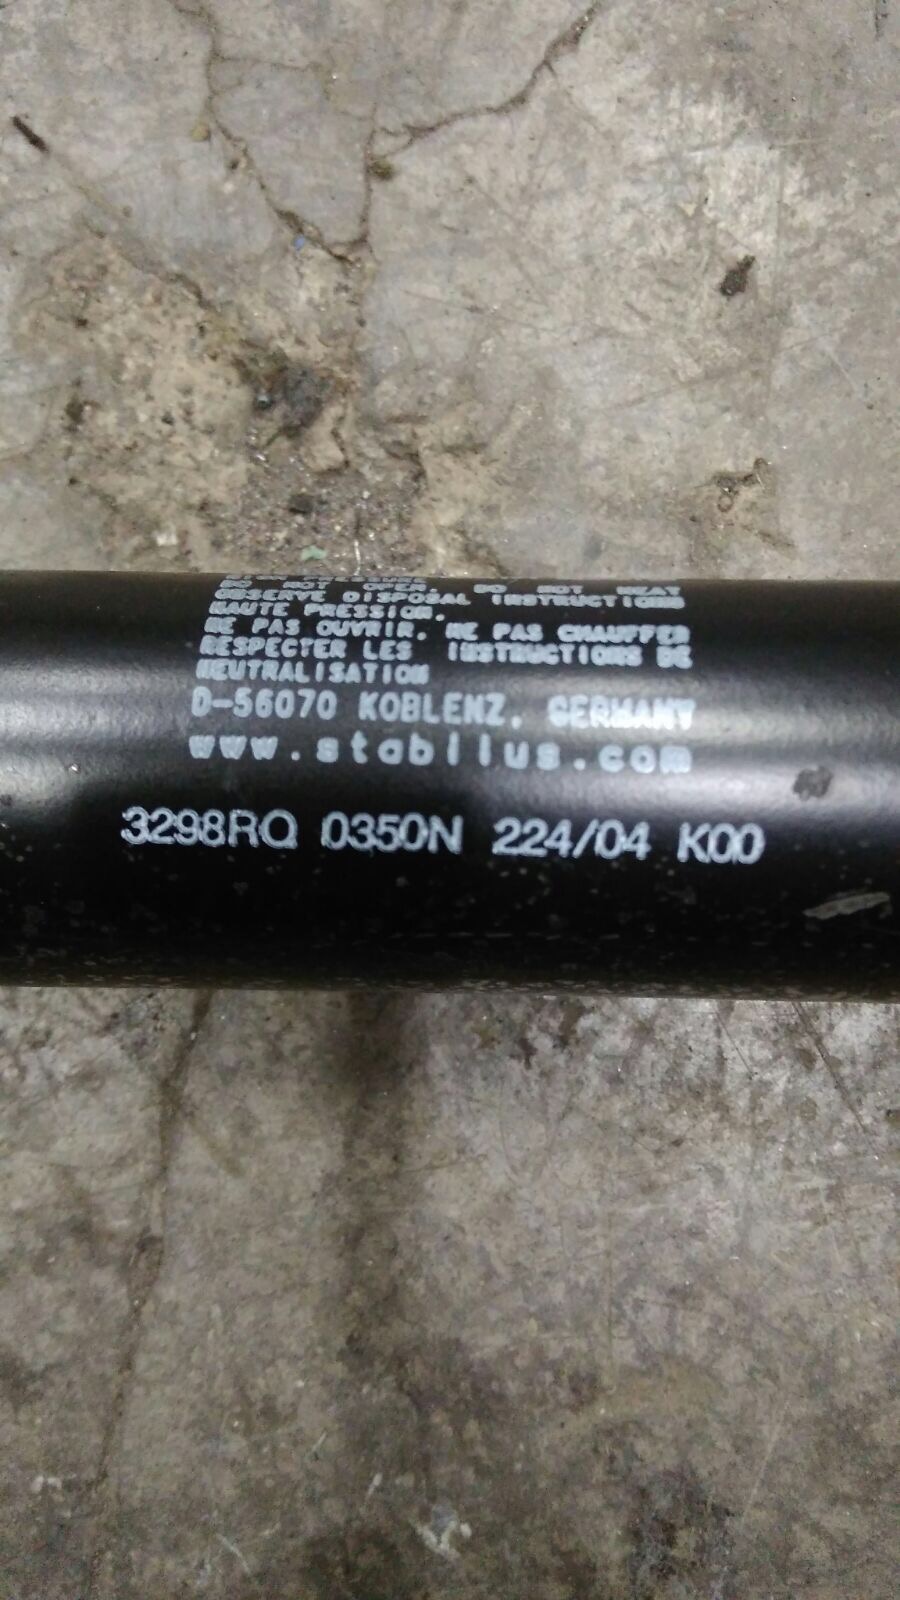 PRESSURE.
DO NOT OPEN. DO NOT HEAT
OBSERVE DISPOSAL INSTRUCTIONS
HAUTE PRESSION.
NE PAS OUVRIR. NE PAS CHAUFFER
RESPECTER LES INSTRUCTIONS DE
NEUTRALISATION
D-56070 KOBLENZ. GERMANY
www.stabilus.com
3298RQ 0350N 224/04 K00